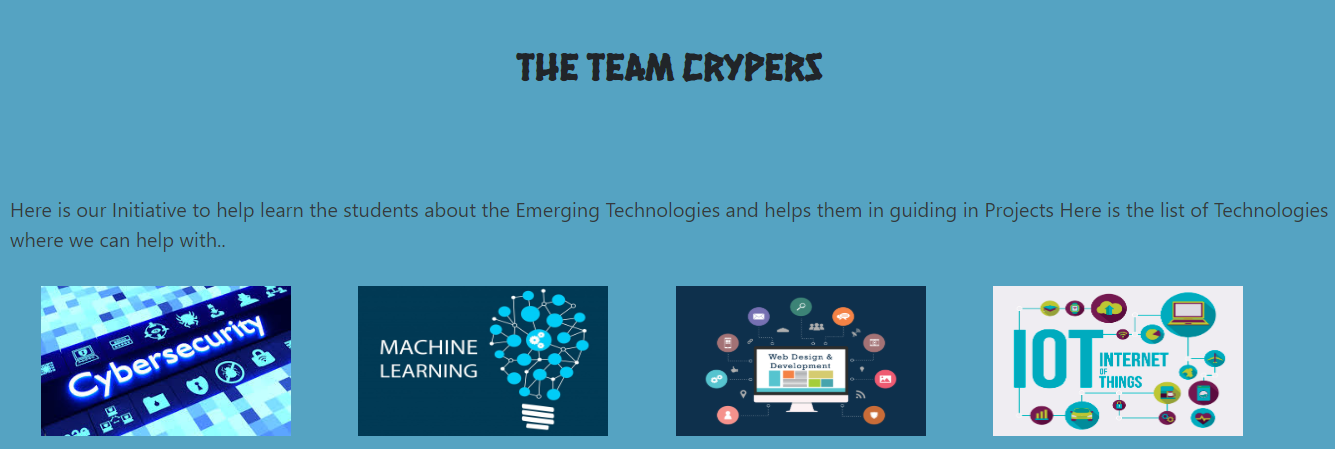 THE TEAM CRYPERS
Here is our Initiative to help learn the students about the Emerging Technologies and helps them in guiding in Projects Here is the list of Technologies
where we can help with..
Cybersecurity
MACHINE
LEARNING
Web Design &
Development
IOT INTERNET
OF
THINGS